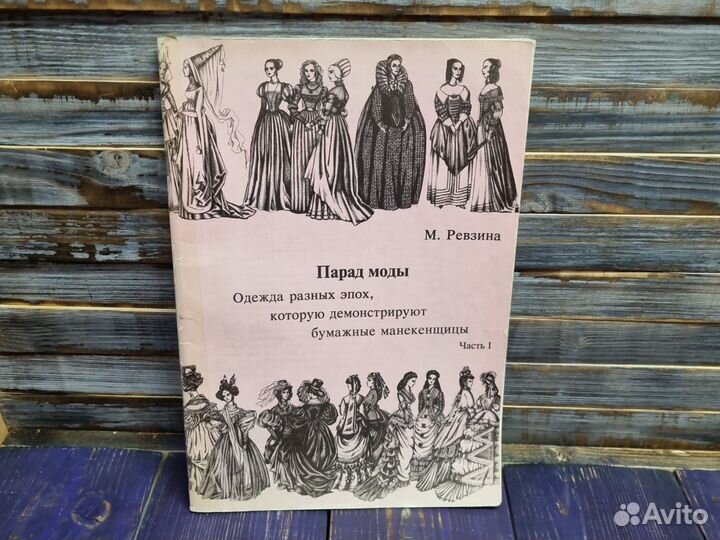 М. Ревзина
Парад моды
Одежда разных эпох,
которую демонстрируют
бумажные манекенщицы
Часть I
Avito